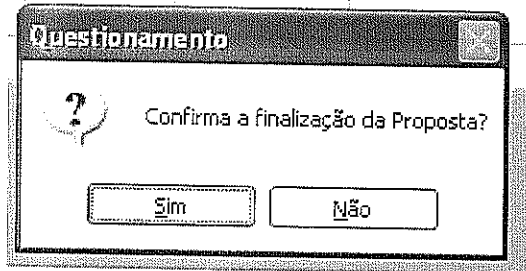 Questionamento
?
Confirma a finalização da Proposta?
Sim
Não